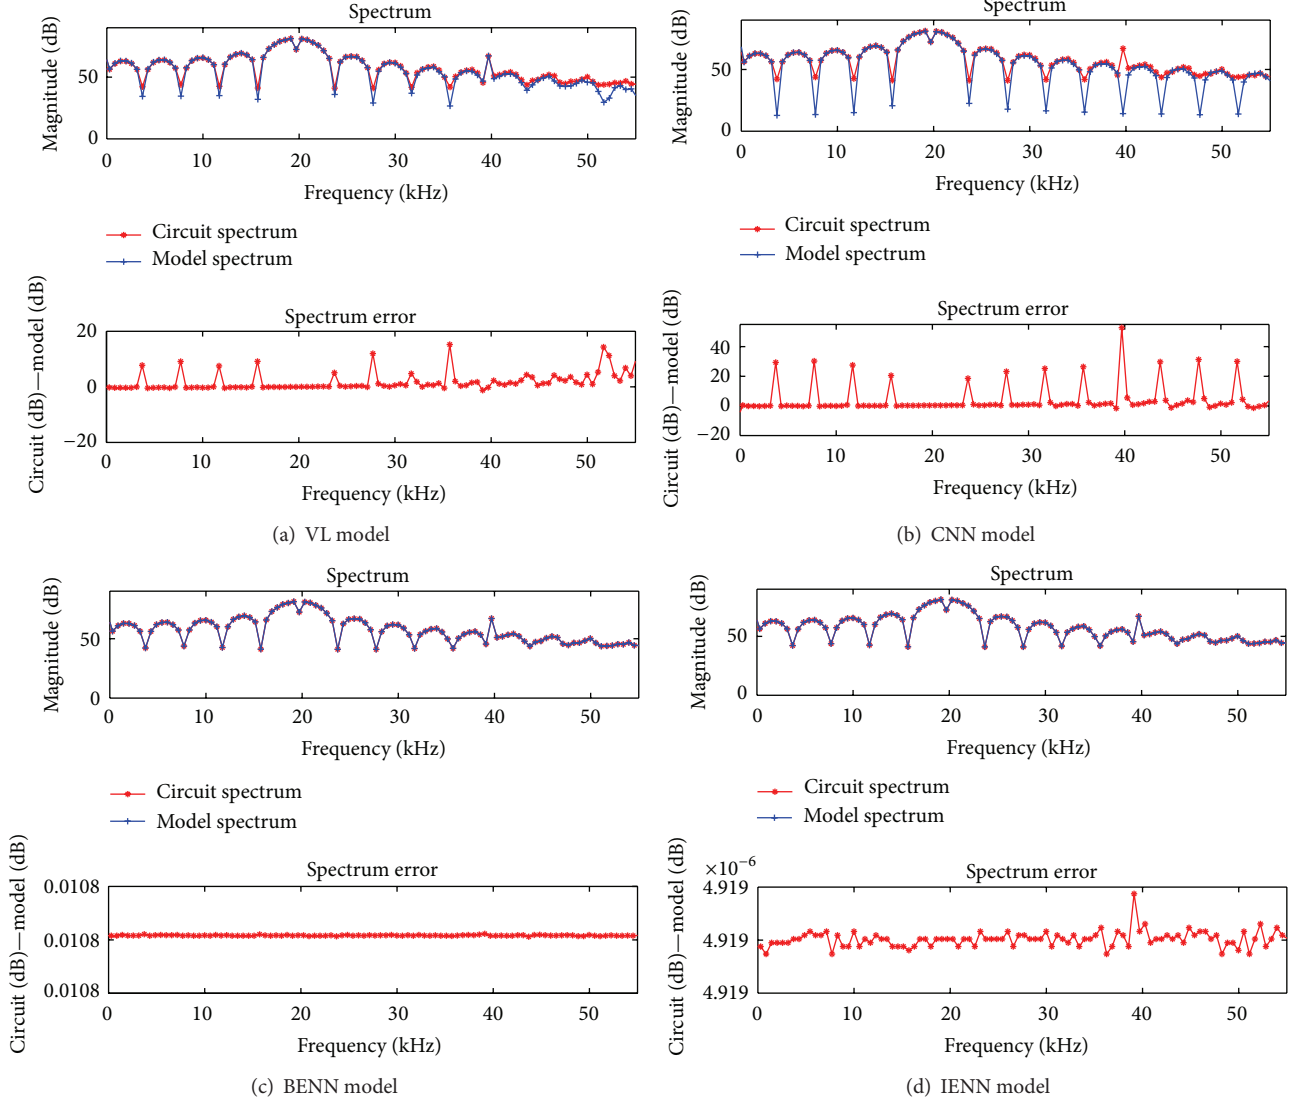 Spectrum
Magnitude (dB)
50
0
0 10 20 30 40 50
Frequency (kHz)
Circuit spectrum
Model spectrum
Spectrum error
Circuit (dB)—model (dB)
20
0
−20
0 10 20 30 40 50
Frequency (kHz)
(a) VL model
Spectrum
Magnitude (dB)
50
0
0 10 20 30 40 50
Frequency (kHz)
Circuit spectrum
Model spectrum
Spectrum error
Circuit (dB)—model (dB)
40
20
0
−20
0 10 20 30 40 50
Frequency (kHz)
(b) CNN model
Spectrum
Magnitude (dB)
50
0
0 10 20 30 40 50
Frequency (kHz)
Circuit spectrum
Model spectrum
Spectrum error
Circuit (dB)—model (dB)
0.0108
0.0108
0.0108
0 10 20 30 40 50
Frequency (kHz)
(c) BENN model
Spectrum
Magnitude (dB)
50
0
0 10 20 30 40 50
Frequency (kHz)
Circuit spectrum
Model spectrum
×10⁻⁶
Spectrum error
Circuit (dB)—model (dB)
4.919
4.919
4.919
0 10 20 30 40 50
Frequency (kHz)
(d) IENN model